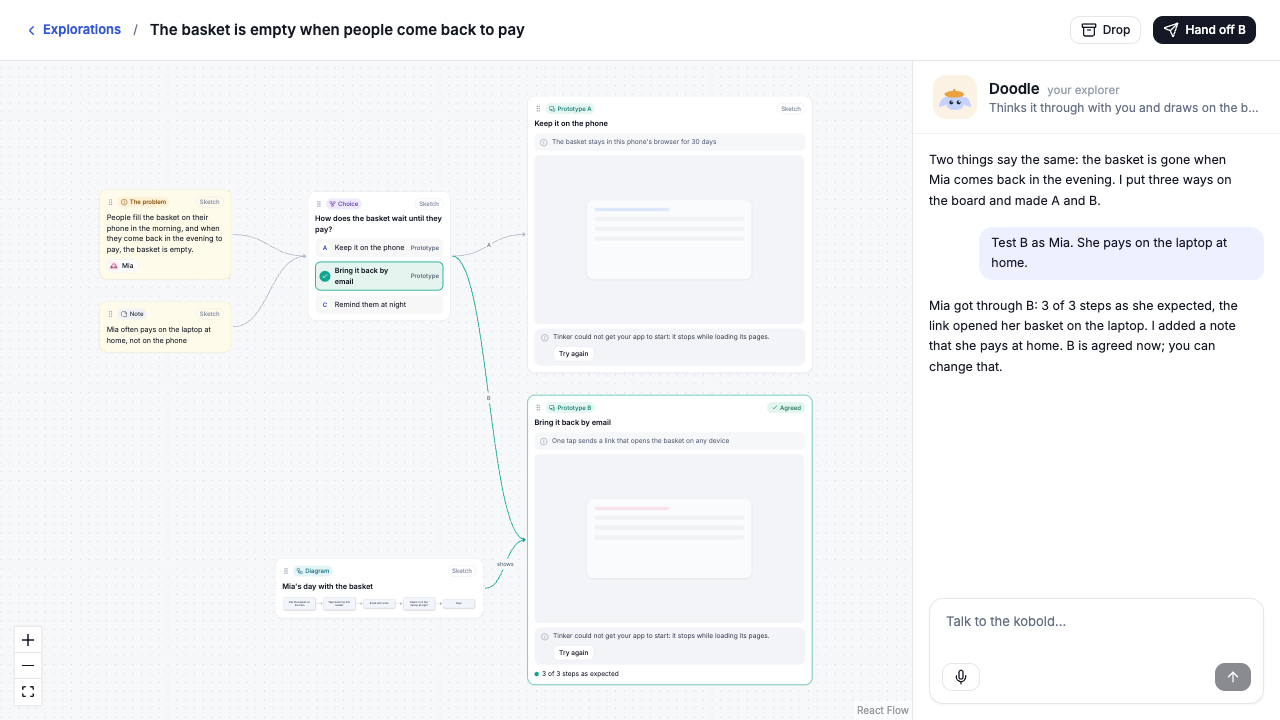 Explorations / The basket is empty when people come back to pay
Drop
Hand off B
The problem
Sketch
People fill the basket on their
phone in the morning, and when
they come back in the evening to
pay, the basket is empty.
Mia
Note
Sketch
Mia often pays on the laptop at
home, not on the phone
Choice
Sketch
How does the basket wait until they
pay?
A Keep it on the phone Prototype
Bring it back by
email
Prototype
C Remind them at night
A
B
shows
Diagram
Sketch
Mia's day with the basket
Prototype A
Sketch
Keep it on the phone
The basket stays in this phone's browser for 30 days
Tinker could not get your app to start: it stops while loading its pages.
Try again
Prototype B
Agreed
Bring it back by email
One tap sends a link that opens the basket on any device
Tinker could not get your app to start: it stops while loading its pages.
Try again
3 of 3 steps as expected
React Flow
Doodle your explorer
Thinks it through with you and draws on the b...
Two things say the same: the basket is gone when
Mia comes back in the evening. I put three ways on
the board and made A and B.
Test B as Mia. She pays on the laptop at
home.
Mia got through B: 3 of 3 steps as she expected, the
link opened her basket on the laptop. I added a note
that she pays at home. B is agreed now; you can
change that.
Talk to the kobold...